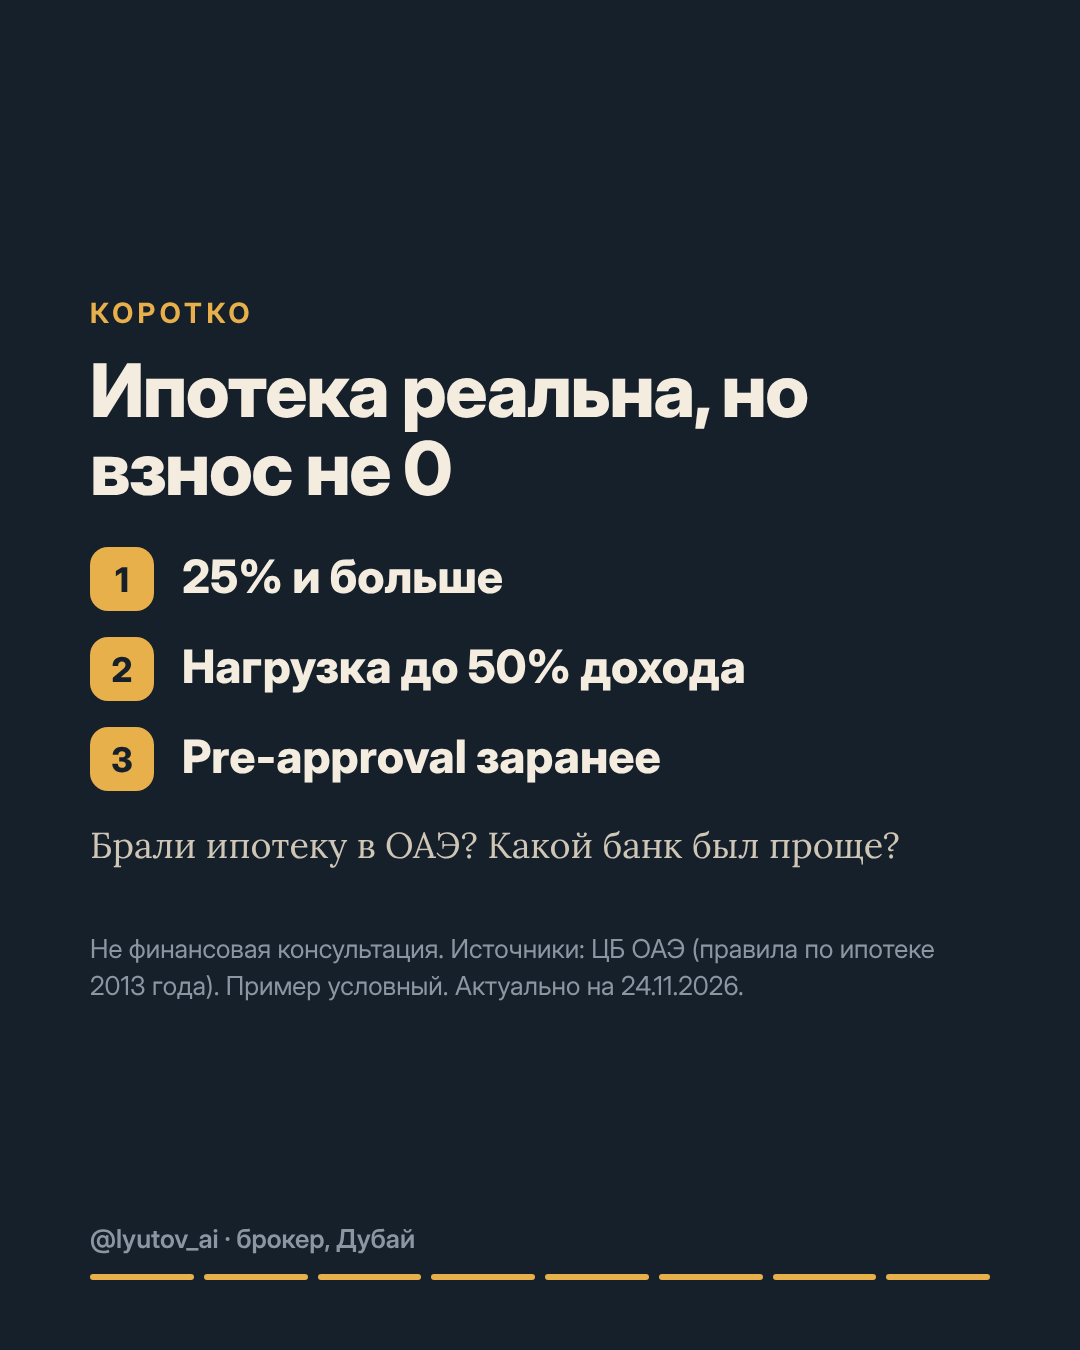 КОРОТКО
Ипотека реальна, но
взнос не 0
1 25% и больше
2 Нагрузка до 50% дохода
3 Pre-approval заранее
Брали ипотеку в ОАЭ? Какой банк был проще?
Не финансовая консультация. Источники: ЦБ ОАЭ (правила по ипотеке
2013 года). Пример условный. Актуально на 24.11.2026.
@lyutov_ai · брокер, Дубай